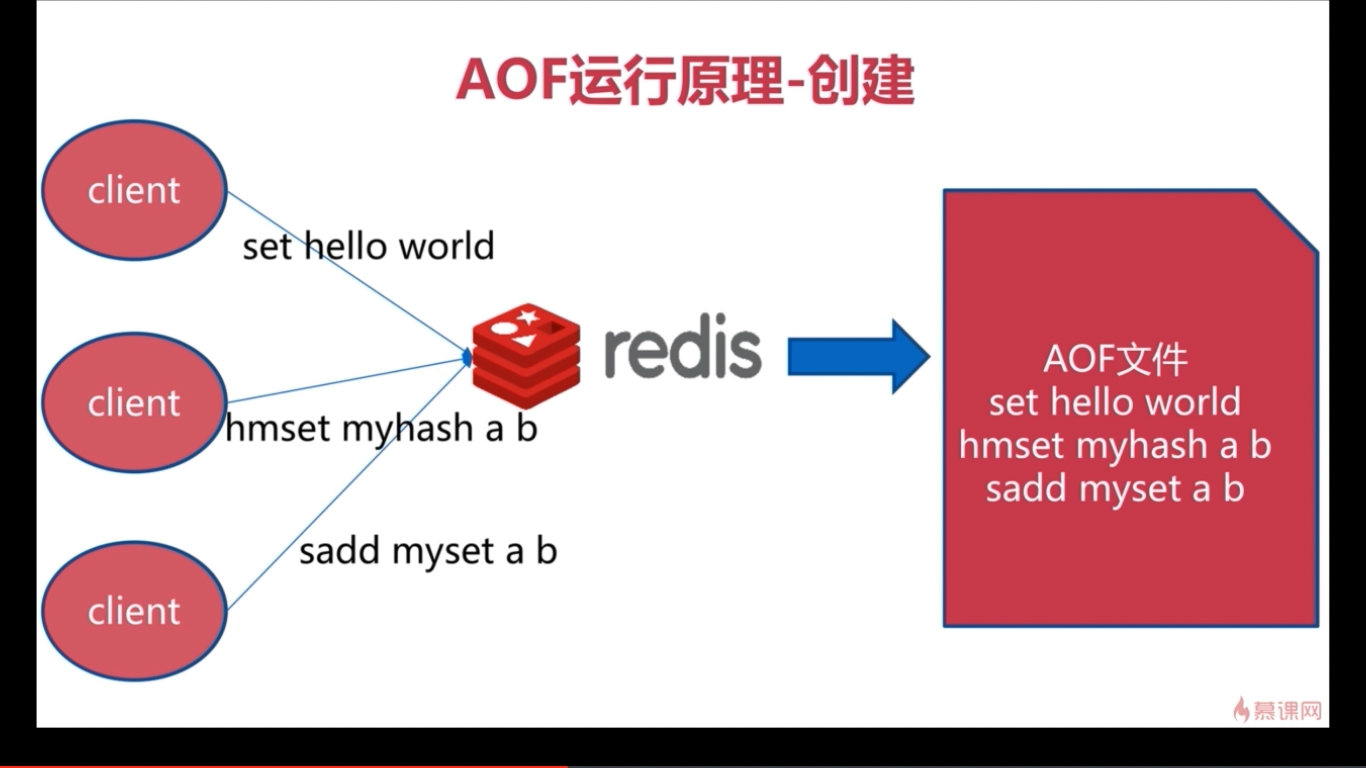 AOF运行原理-创建
client
set hello world
redis
client
hmset myhash a b
sadd myset a b
client
AOF文件
set hello world
hmset myhash a b
sadd myset a b
慕课网